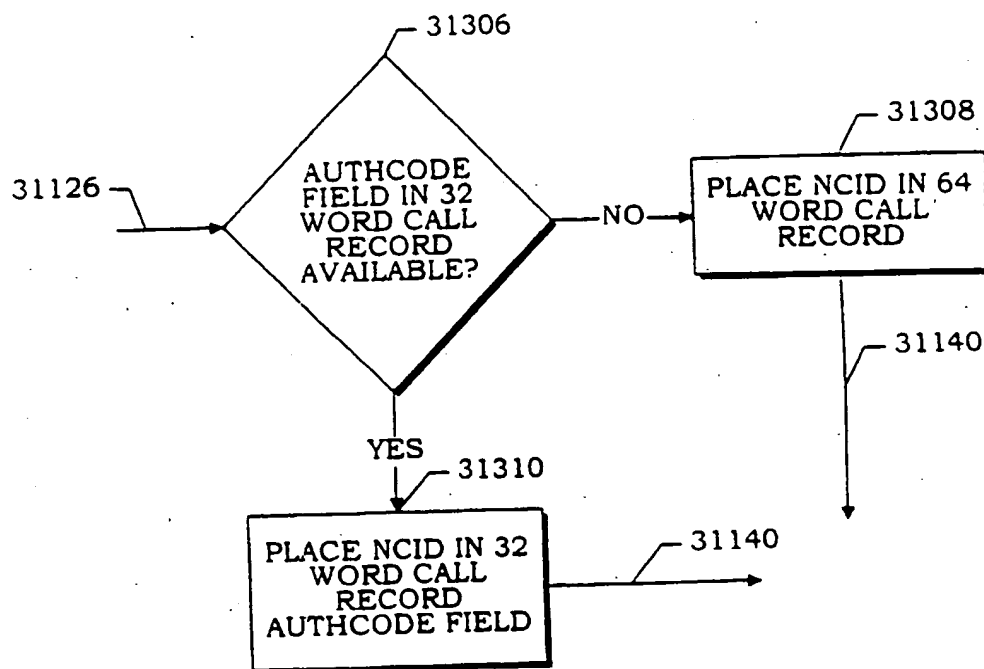 31306
31308
31126
AUTHCODE
FIELD IN 32
WORD CALL
RECORD
AVAILABLE?
NO
PLACE NCID IN 64
WORD CALL
RECORD
31140
YES
31310
PLACE NCID IN 32
WORD CALL
RECORD
AUTHCODE FIELD
31140